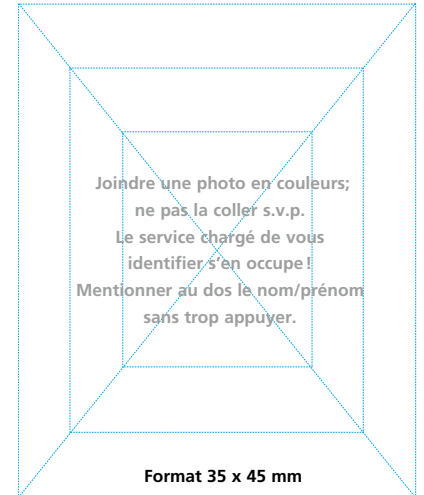 Joindre une photo en couleurs;
ne pas la coller s.v.p.
Le service chargé de vous
identifier s'en occupe!
Mentionner au dos le nom/prénom
sans trop appuyer.
Format 35 x 45 mm